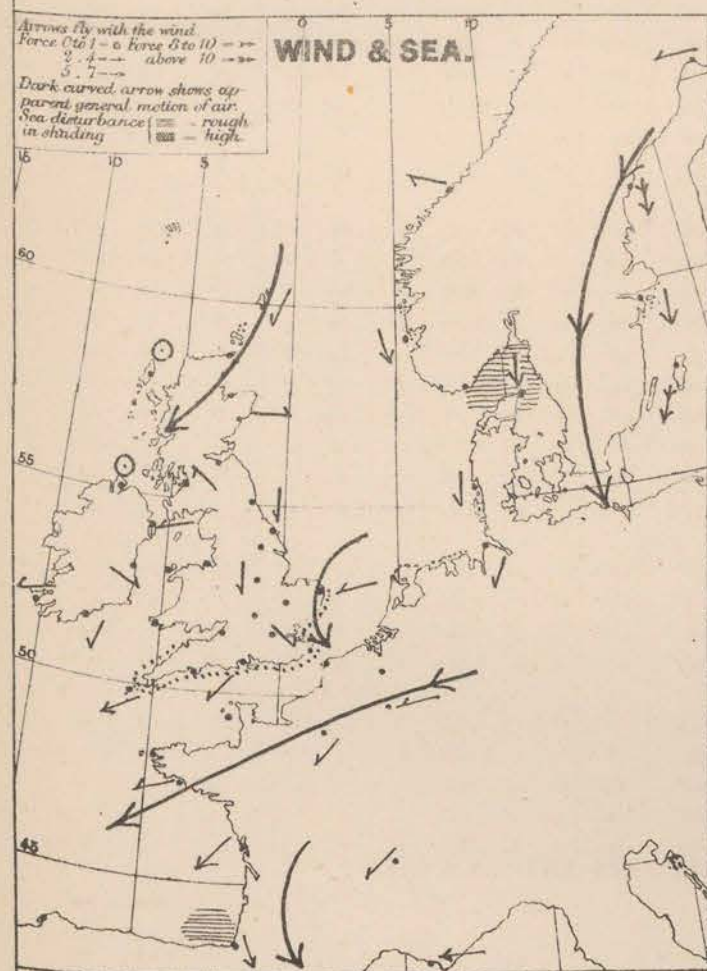 Arrows fly with the wind
Force 0 to 1 – o Force 8 to 10 –
2 . 4 – above 10 –
5 . 7 –
Dark curved arrow shows ap-
parent general motion of air.
Sea disturbance { – rough
in shading – high
WIND & SEA.
15
10
5
0
5
10
60
55
50
45